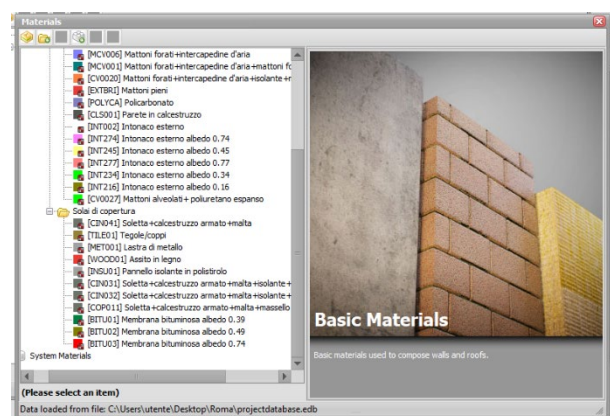 Materials
[MCV006] Mattoni forati+intercapedine d'aria
[MCV001] Mattoni forati+intercapedine d'aria+mattoni fo
[CV0020] Mattoni forati+intercapedine d'aria+isolante+r
[EXTBRI] Mattoni pieni
[POLYCA] Policarbonato
[CLS001] Parete in calcestruzzo
[INT002] Intonaco esterno
[INT274] Intonaco esterno albedo 0.74
[INT245] Intonaco esterno albedo 0.45
[INT277] Intonaco esterno albedo 0.77
[INT234] Intonaco esterno albedo 0.34
[INT216] Intonaco esterno albedo 0.16
[CV0027] Mattoni alveolati+ poliuretano espanso
Solai di copertura
[CIN041] Soletta+calcestruzzo armato+malta
[TILE01] Tegole/coppi
[MET001] Lastra di metallo
[WOOD01] Assito in legno
[INSU01] Pannello isolante in polistirolo
[CIN031] Soletta+calcestruzzo armato+malta+isolante+
[CIN032] Soletta+calcestruzzo armato+malta+isolante+
[COP011] Soletta+calcestruzzo armato+malta+massello
[BITU01] Membrana bituminosa albedo 0.39
[BITU02] Membrana bituminosa albedo 0.49
[BITU03] Membrana bituminosa albedo 0.74
System Materials
Basic Materials
Basic materials used to compose walls and roofs.
(Please select an item)
Data loaded from file: C:\Users\utente\Desktop\Roma\projectdatabase.edb